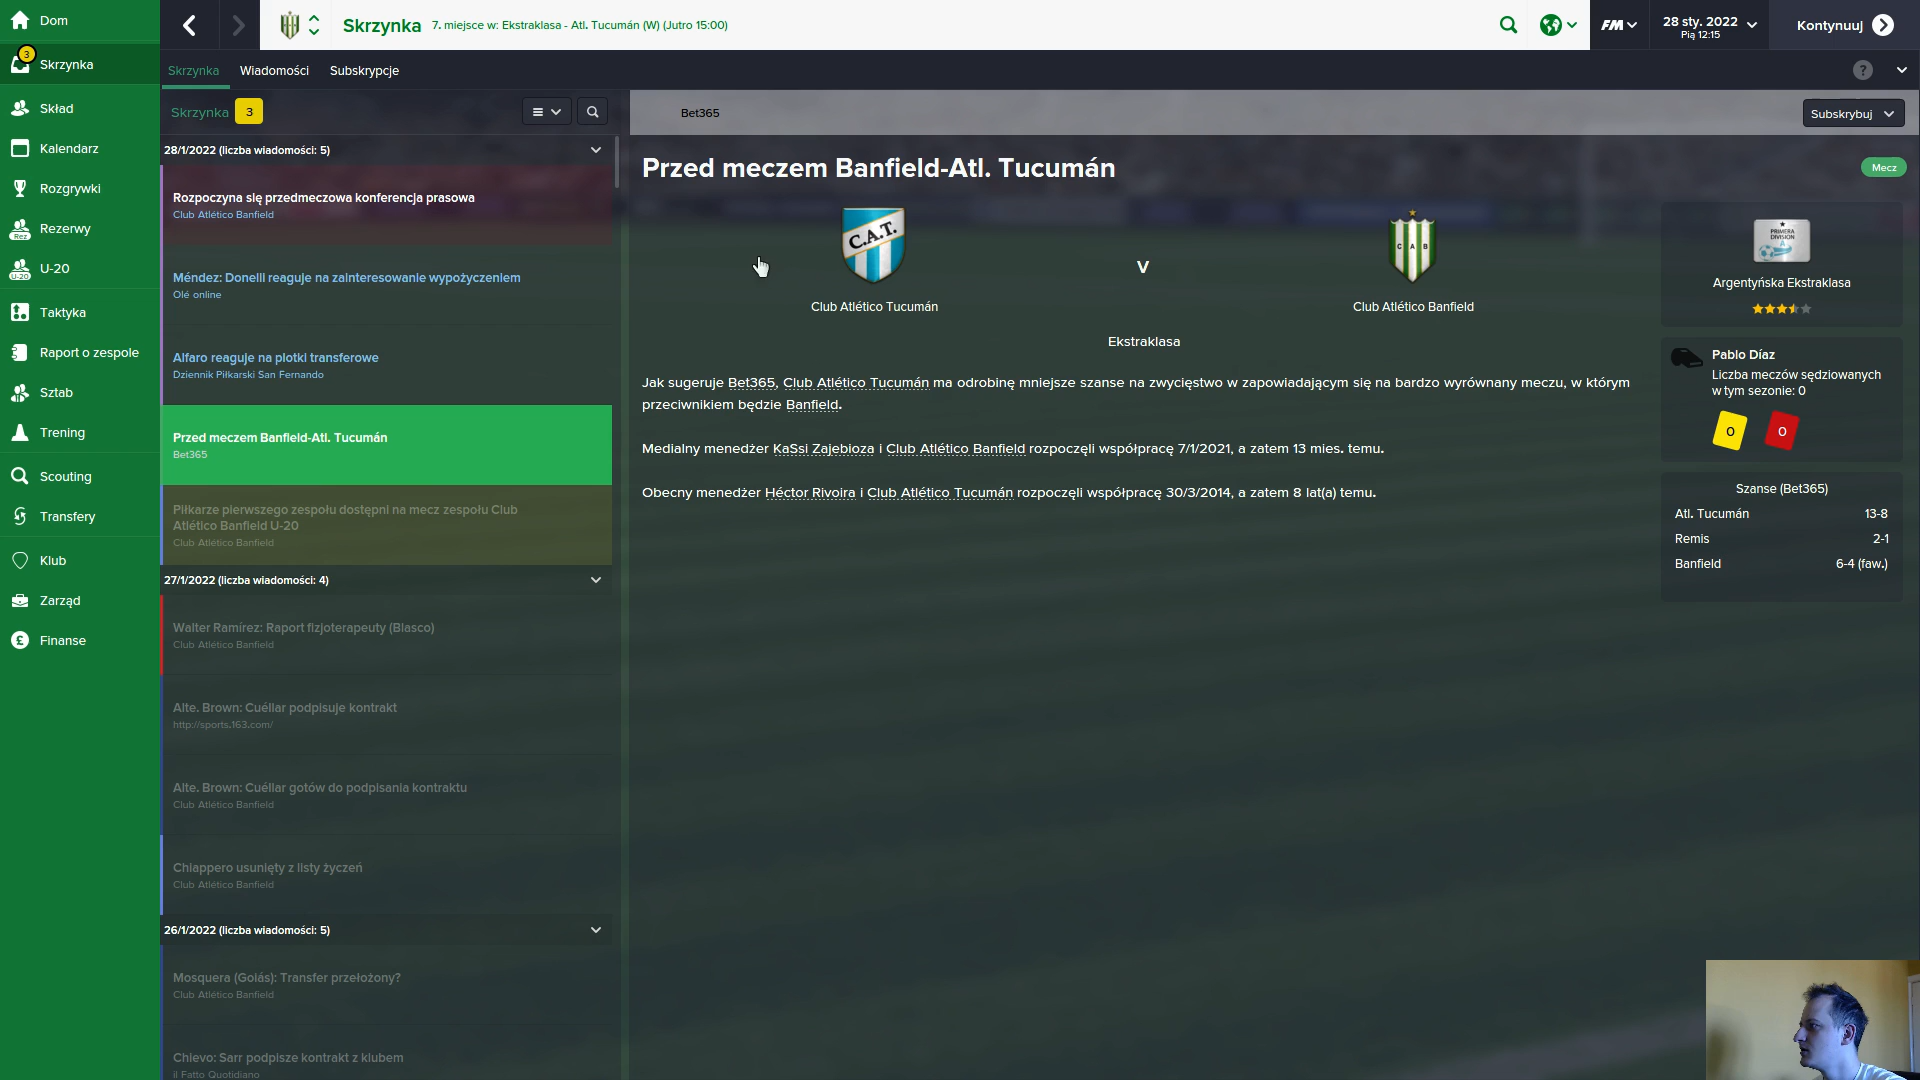 Dom
3
Skrzynka
Skład
Kalendarz
Rozgrywki
Rez
Rezerwy
U-20
U-20
Taktyka
Raport o zespole
Sztab
Trening
Scouting
Transfery
Klub
Zarząd
Finanse
Skrzynka
7. miejsce w: Ekstraklasa - Atl. Tucumán (W) (Jutro 15:00)
FM
28 sty. 2022
Pią 12:15
Kontynuuj
Skrzynka
Wiadomości
Subskrypcje
?
Skrzynka 3
28/1/2022 (liczba wiadomości: 5)
Rozpoczyna się przedmeczowa konferencja prasowa
Club Atlético Banfield
Méndez: Donelli reaguje na zainteresowanie wypożyczeniem
Olé online
Alfaro reaguje na plotki transferowe
Dziennik Piłkarski San Fernando
Przed meczem Banfield-Atl. Tucumán
Bet365
Piłkarze pierwszego zespołu dostępni na mecz zespołu Club
Atlético Banfield U-20
Club Atlético Banfield
27/1/2022 (liczba wiadomości: 4)
Walter Ramírez: Raport fizjoterapeuty (Blasco)
Club Atlético Banfield
Alte. Brown: Cuéllar podpisuje kontrakt
http://sports.163.com/
Alte. Brown: Cuéllar gotów do podpisania kontraktu
Club Atlético Banfield
Chiappero usunięty z listy życzeń
Club Atlético Banfield
26/1/2022 (liczba wiadomości: 5)
Mosquera (Goiás): Transfer przełożony?
Club Atlético Banfield
Chievo: Sarr podpisze kontrakt z klubem
il Fatto Quotidiano
Bet365
Subskrybuj
Przed meczem Banfield-Atl. Tucumán
Mecz
C.A.T.
V
C A B
Club Atlético Tucumán
Club Atlético Banfield
Ekstraklasa
Jak sugeruje Bet365, Club Atlético Tucumán ma odrobinę mniejsze szanse na zwycięstwo w zapowiadającym się na bardzo wyrównany meczu, w którym
przeciwnikiem będzie Banfield.
Medialny menedżer KaSsi Zajebioza i Club Atlético Banfield rozpoczęli współpracę 7/1/2021, a zatem 13 mies. temu.
Obecny menedżer Héctor Rivoira i Club Atlético Tucumán rozpoczęli współpracę 30/3/2014, a zatem 8 lat(a) temu.
PRIMERA
DIVISION
A
Argentyńska Ekstraklasa
Pablo Díaz
Liczba meczów sędziowanych
w tym sezonie: 0
0
0
Szanse (Bet365)
Atl. Tucumán 13-8
Remis 2-1
Banfield 6-4 (faw.)